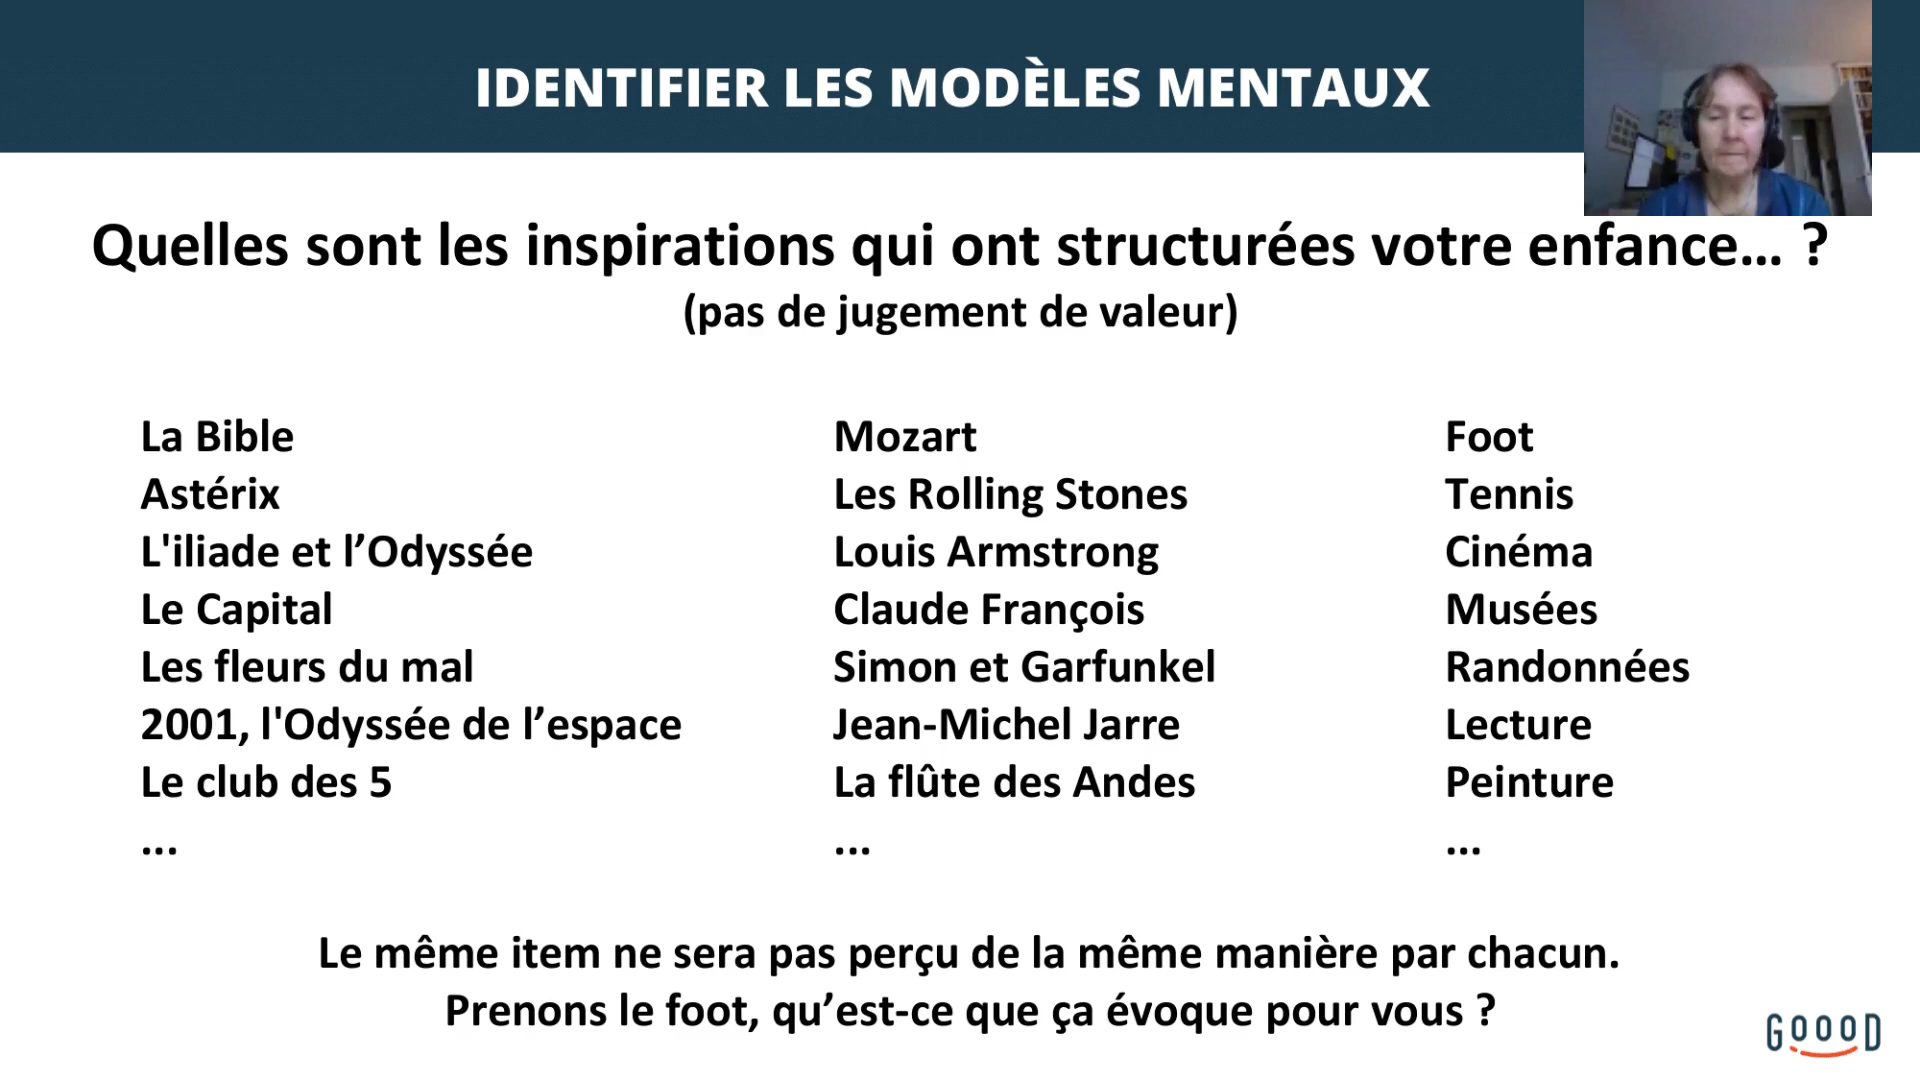 IDENTIFIER LES MODÈLES MENTAUX
Quelles sont les inspirations qui ont structurées votre enfance... ?
(pas de jugement de valeur)
La Bible
Astérix
L'iliade et l’Odyssée
Le Capital
Les fleurs du mal
2001, l'Odyssée de l’espace
Le club des 5
...
Mozart
Les Rolling Stones
Louis Armstrong
Claude François
Simon et Garfunkel
Jean-Michel Jarre
La flûte des Andes
...
Foot
Tennis
Cinéma
Musées
Randonnées
Lecture
Peinture
...
Le même item ne sera pas perçu de la même manière par chacun.
Prenons le foot, qu’est-ce que ça évoque pour vous ?
GOOOD